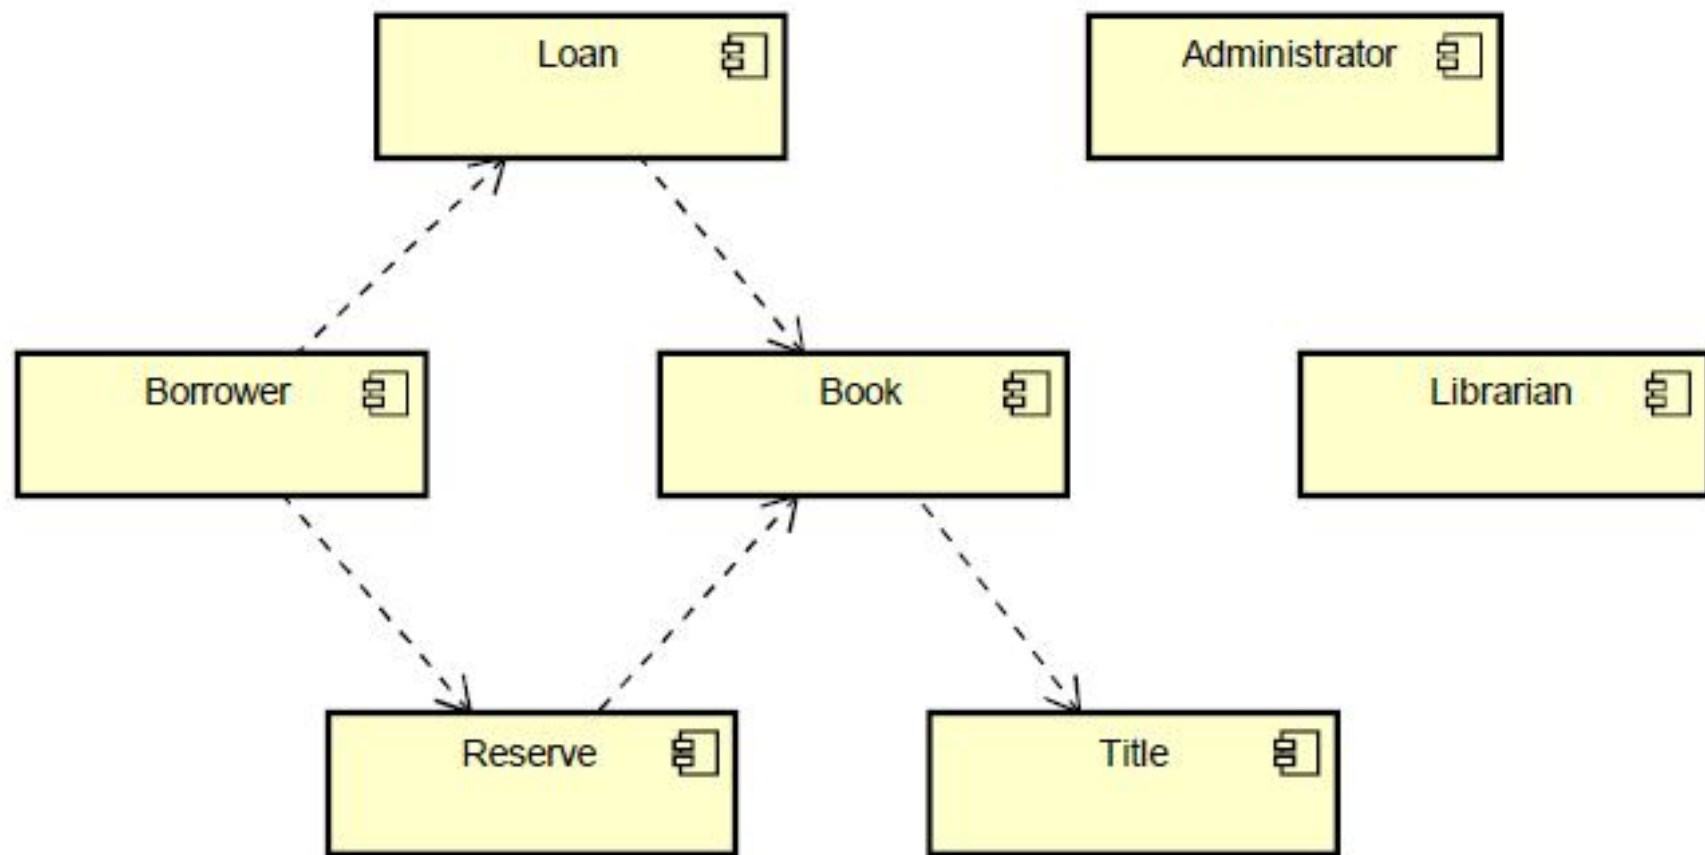 Loan
Administrator
Borrower
Book
Librarian
Reserve
Title